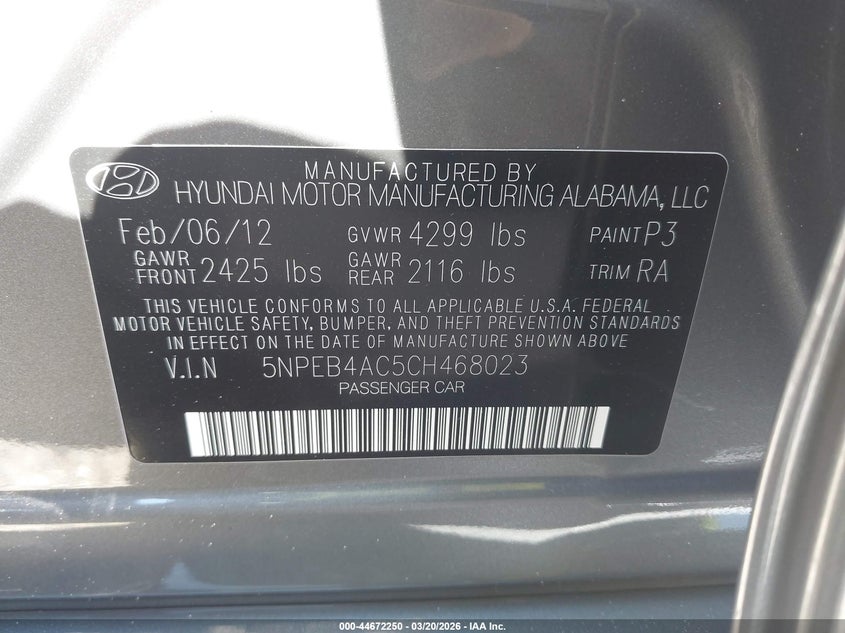 MANUFACTURED BY
HYUNDAI MOTOR MANUFACTURING ALABAMA, LLC
Feb/06/12 GVWR 4299 lbs PAINT P3
GAWR FRONT 2425 lbs GAWR REAR 2116 lbs TRIM RA
THIS VEHICLE CONFORMS TO ALL APPLICABLE U.S.A. FEDERAL
MOTOR VEHICLE SAFETY, BUMPER, AND THEFT PREVENTION STANDARDS
IN EFFECT ON THE DATE OF MANUFACTURE SHOWN ABOVE
V.I.N 5NPEB4AC5CH468023
PASSENGER CAR
000-44672250 | 03/20/2026 - IAA Inc.